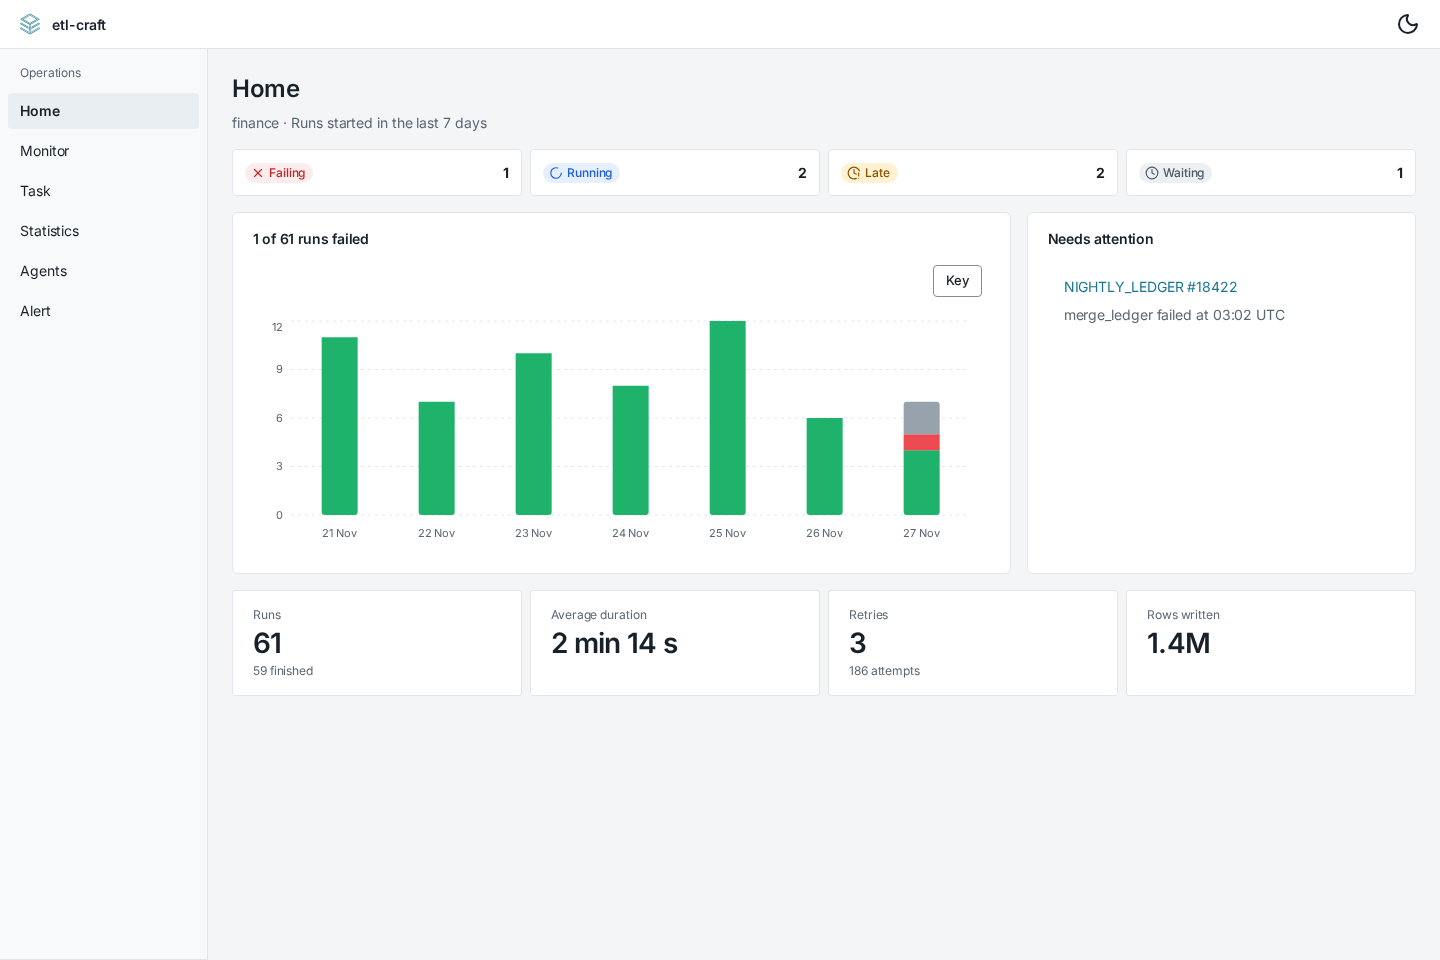 etl-craft
Operations
Home
Monitor
Task
Statistics
Agents
Alert
Home
finance · Runs started in the last 7 days
Failing 1
Running 2
Late 2
Waiting 1
1 of 61 runs failed
Key
12
9
6
3
0
21 Nov
22 Nov
23 Nov
24 Nov
25 Nov
26 Nov
27 Nov
Needs attention
NIGHTLY_LEDGER #18422
merge_ledger failed at 03:02 UTC
Runs
61
59 finished
Average duration
2 min 14 s
Retries
3
186 attempts
Rows written
1.4M